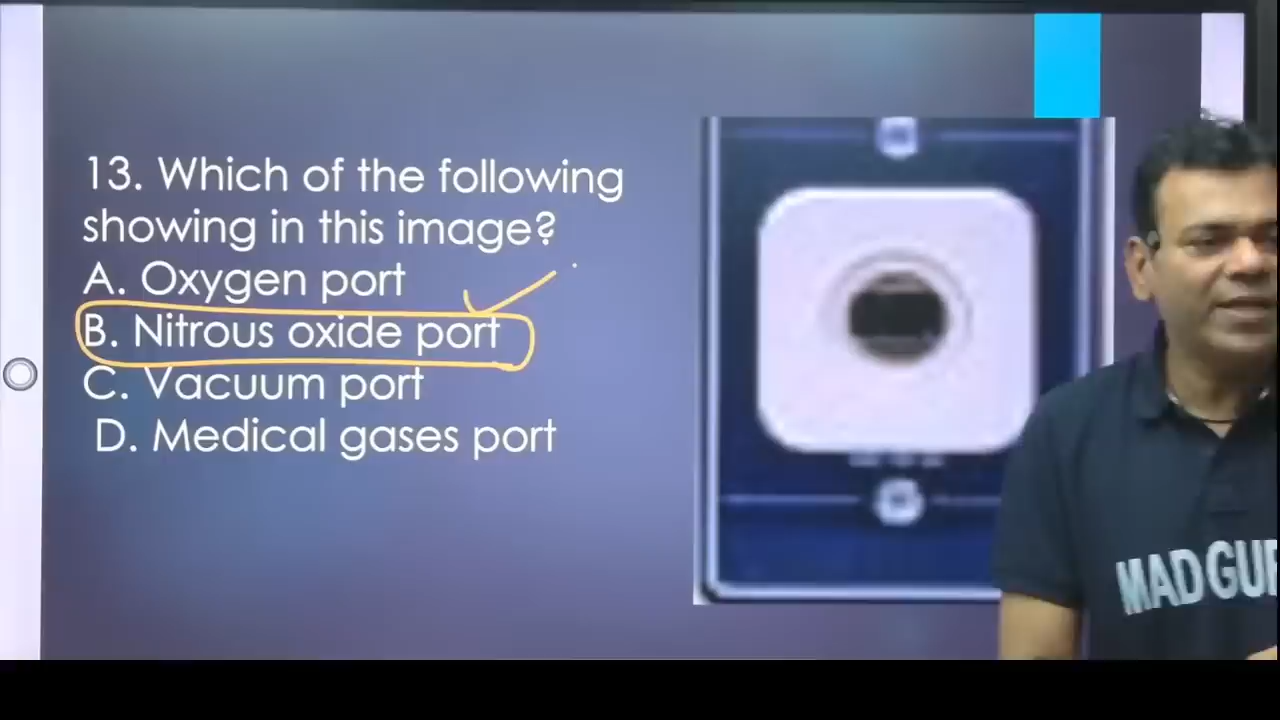 13. Which of the following
showing in this image?
A. Oxygen port
B. Nitrous oxide port
C. Vacuum port
D. Medical gases port